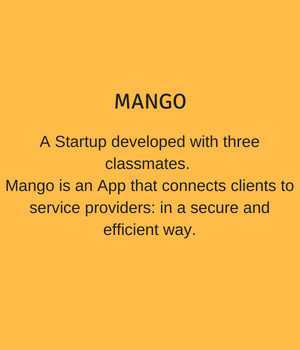 MANGO
A Startup developed with three
classmates.
Mango is an App that connects clients to
service providers: in a secure and
efficient way.